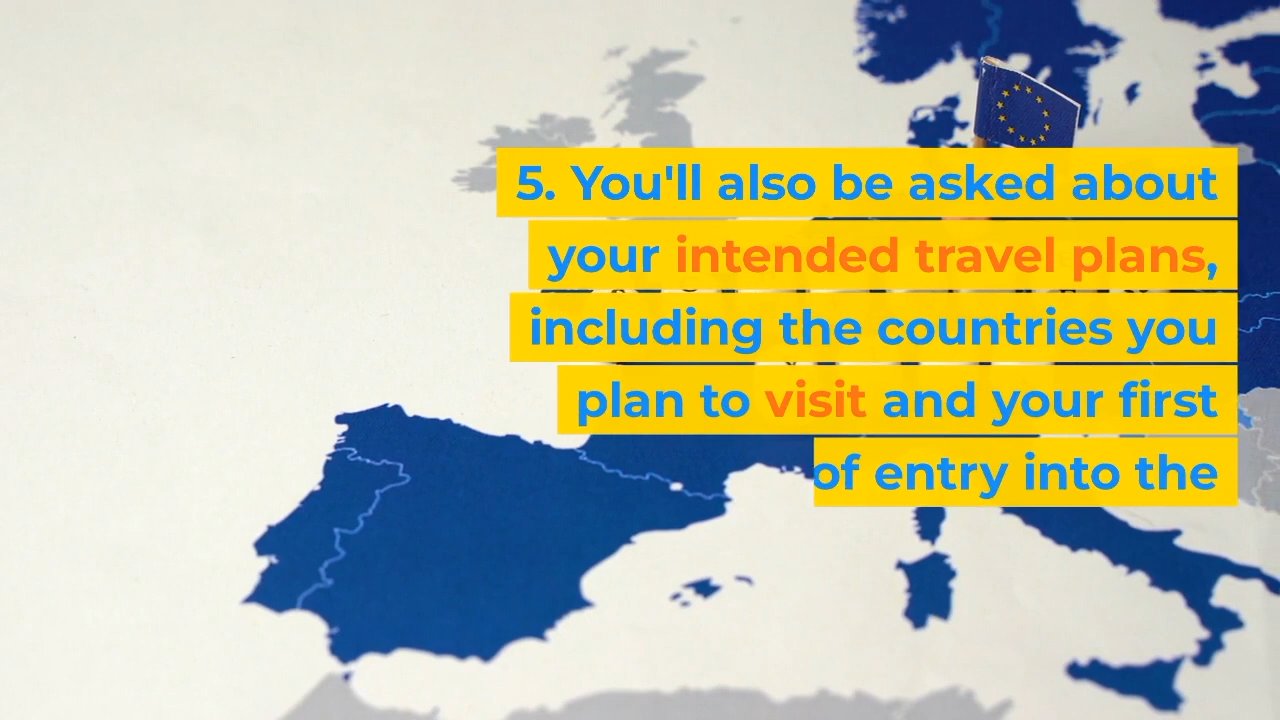 5. You'll also be asked about
your intended travel plans,
including the countries you
plan to visit and your first
of entry into the